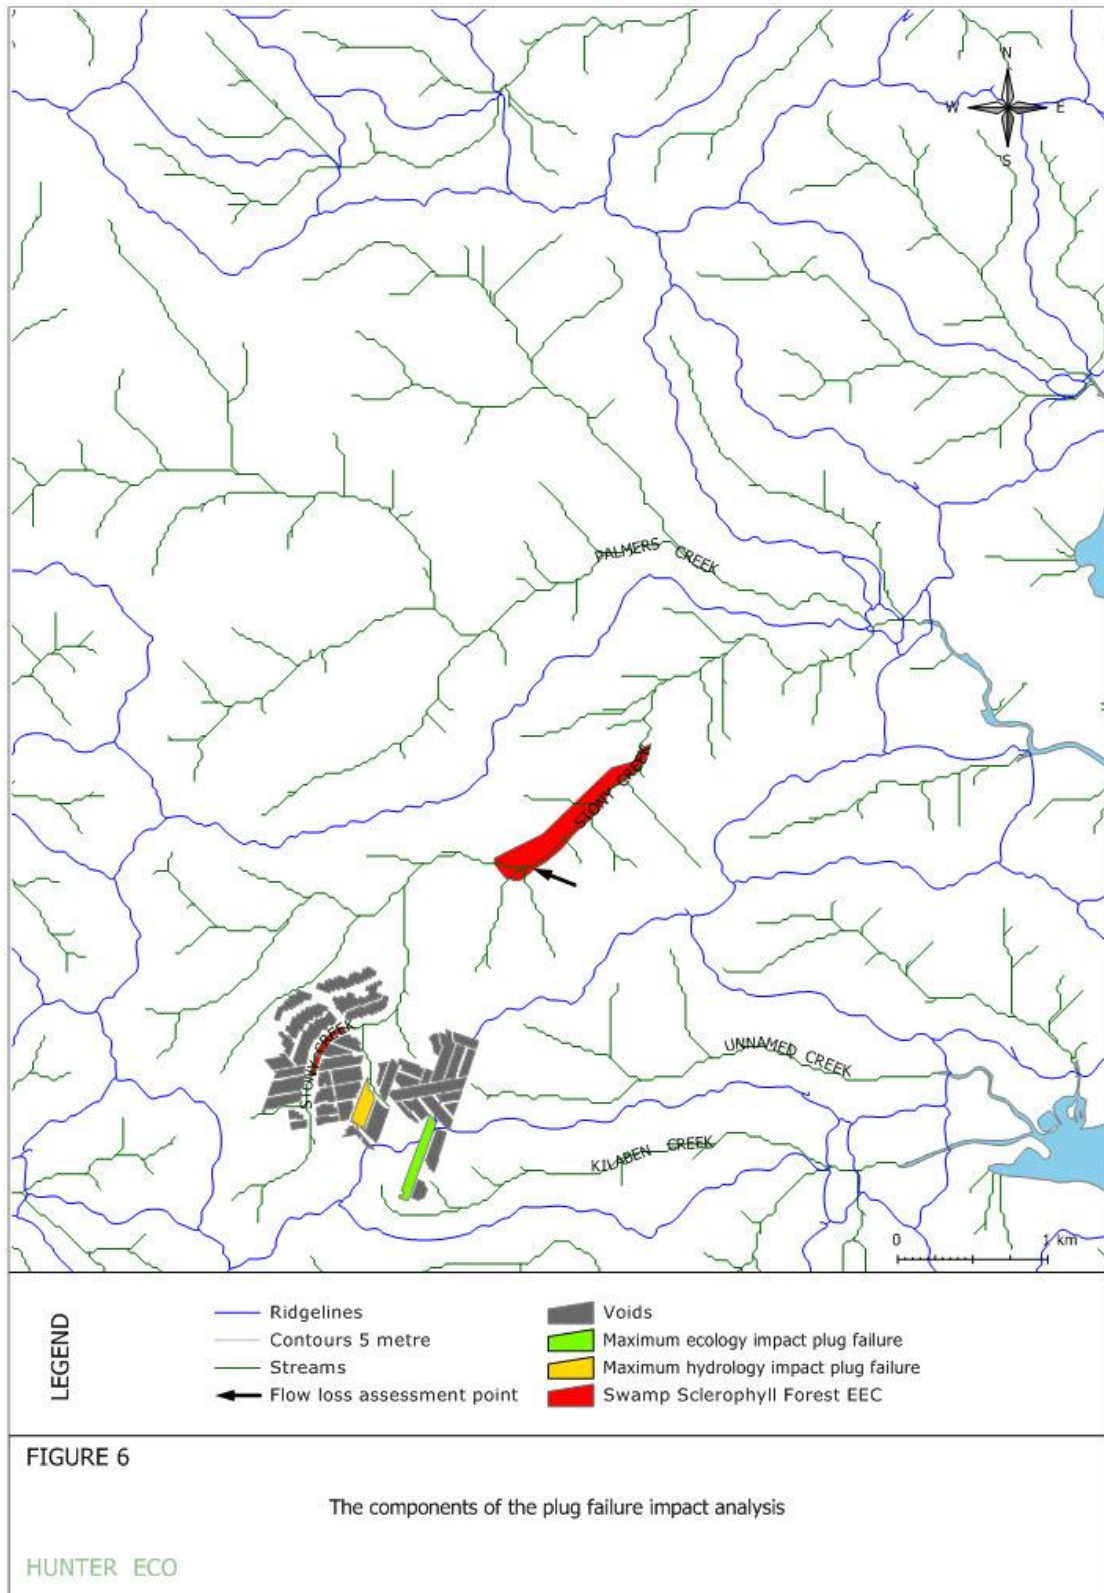 N
W E
S
PALMERS CREEK
STONY CREEK
STONY CREEK
UNNAMED CREEK
KILABEN CREEK
0 1 km
LEGEND
Ridgelines
Contours 5 metre
Streams
Flow loss assessment point
Voids
Maximum ecology impact plug failure
Maximum hydrology impact plug failure
Swamp Sclerophyll Forest EEC
FIGURE 6
The components of the plug failure impact analysis
HUNTER ECO